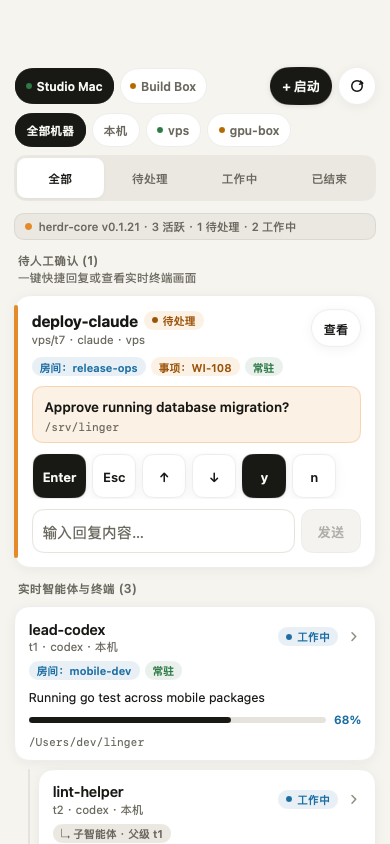 Studio Mac
Build Box
+ 启动
全部机器
本机
vps
gpu-box
全部
待处理
工作中
已结束
herdr-core v0.1.21 · 3 活跃 · 1 待处理 · 2 工作中
待人工确认 (1)
一键快捷回复或查看实时终端画面
deploy-claude
待处理
查看
vps/t7 · claude · vps
房间：release-ops
事项：WI-108
常驻
Approve running database migration?
/srv/linger
Enter
Esc
↑
↓
y
n
输入回复内容...
发送
实时智能体与终端 (3)
lead-codex
工作中
t1 · codex · 本机
房间：mobile-dev
常驻
Running go test across mobile packages
68%
/Users/dev/linger
lint-helper
工作中
t2 · codex · 本机
子智能体 · 父级 t1